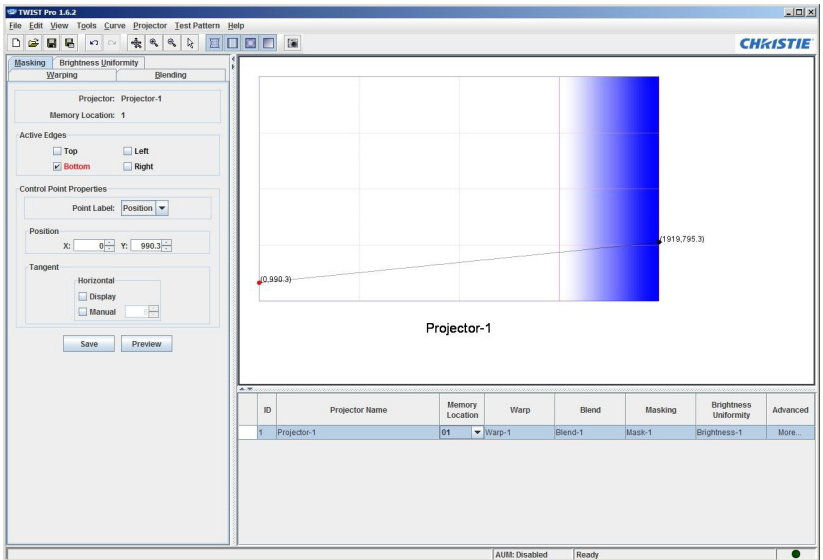 TWIST Pro 1.6.2
File Edit View Tools Curve Projector Test Pattern Help
CHRISTIE
Masking Brightness Uniformity
Warping Blending
Projector: Projector-1
Memory Location: 1
Active Edges
Top Left
Bottom Right
Control Point Properties
Point Label: Position
Position
X: 0 Y: 990.3
Tangent
Horizontal
Display
Manual
Save Preview
(1919,795.3)
(0,990.3)
Projector-1
ID Projector Name Memory Location Warp Blend Masking Brightness Uniformity Advanced
1 Projector-1 01 Warp-1 Blend-1 Mask-1 Brightness-1 More...
AUM: Disabled Ready